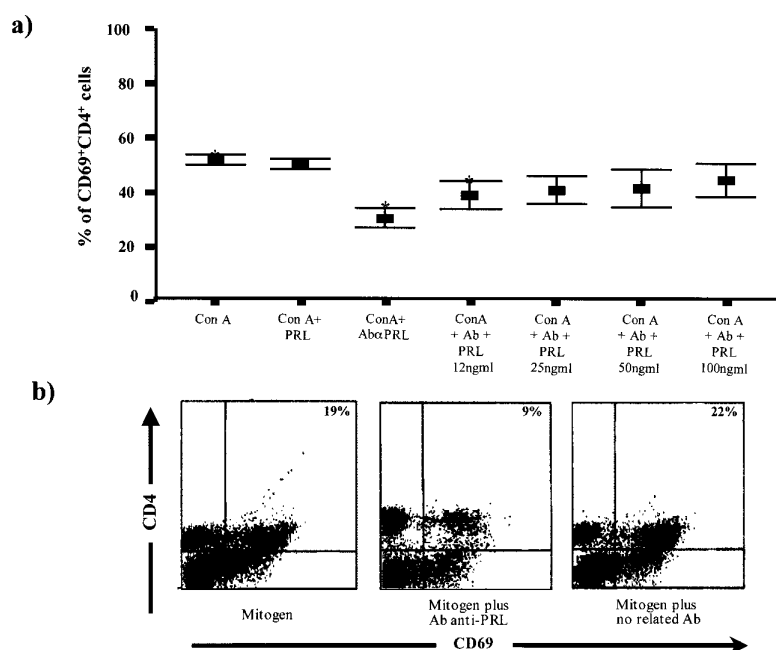 a)
% of CD69+CD4+ cells
100
80
60
40
20
0
*
*
*
Con A
Con A+
PRL
ConA+
AbαPRL
ConA
+ Ab +
PRL
12ngml
Con A
+ Ab +
PRL
25ngml
Con A
+ Ab +
PRL
50ngml
Con A
+ Ab +
PRL
100ngml
b)
CD4
19%
9%
22%
Mitogen
Mitogen plus
Ab anti-PRL
Mitogen plus
no related Ab
CD69